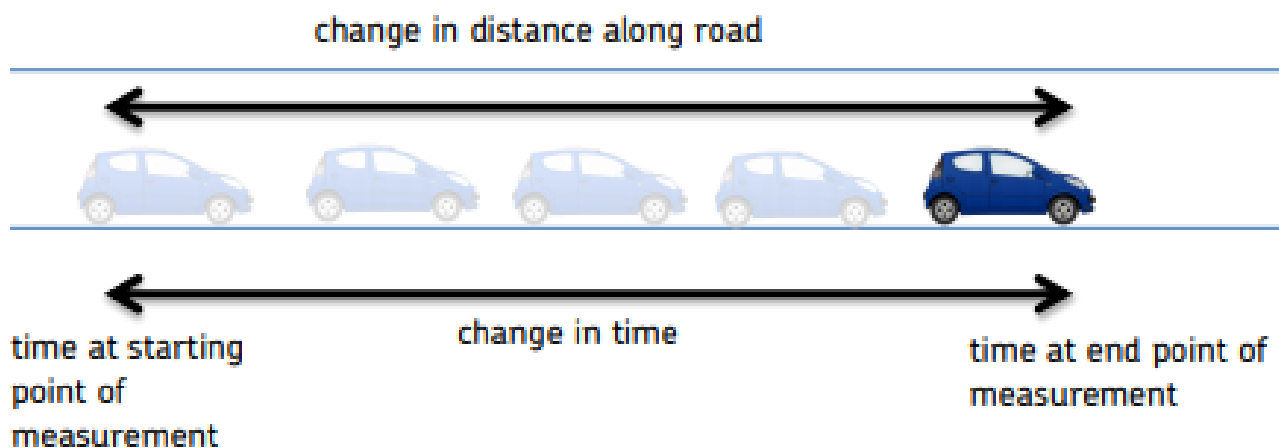 change in distance along road
change in time
time at starting
point of
measurement
time at end point of
measurement